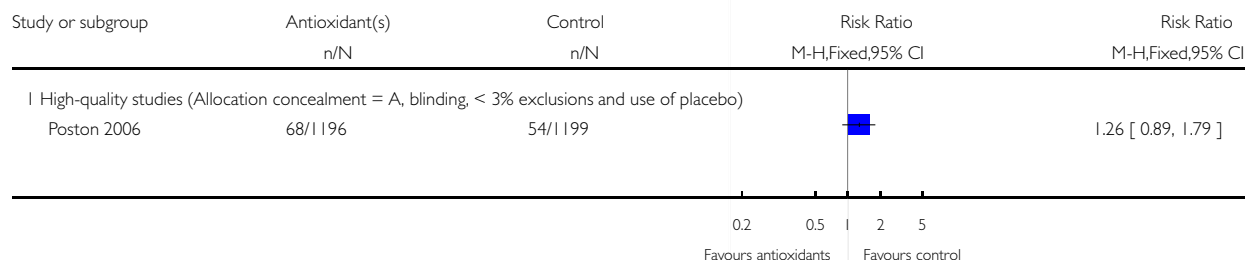 Study or subgroup Antioxidant(s) Control Risk Ratio Risk Ratio
n/N n/N M-H,Fixed,95% CI M-H,Fixed,95% CI
1 High-quality studies (Allocation concealment = A, blinding, < 3% exclusions and use of placebo)
Poston 2006 68/1196 54/1199 1.26 [ 0.89, 1.79 ]
0.2 0.5 1 2 5
Favours antioxidants Favours control